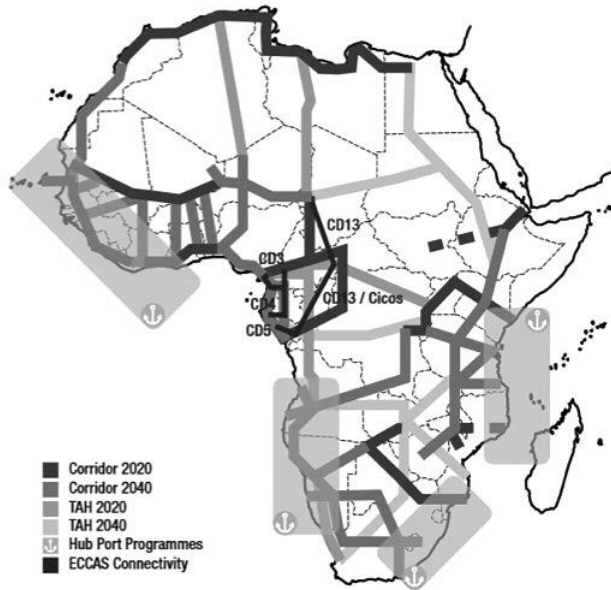 CD13
CD3
CD13 / Cicos
CD4
CD5
Corridor 2020
Corridor 2040
TAH 2020
TAH 2040
Hub Port Programmes
ECCAS Connectivity